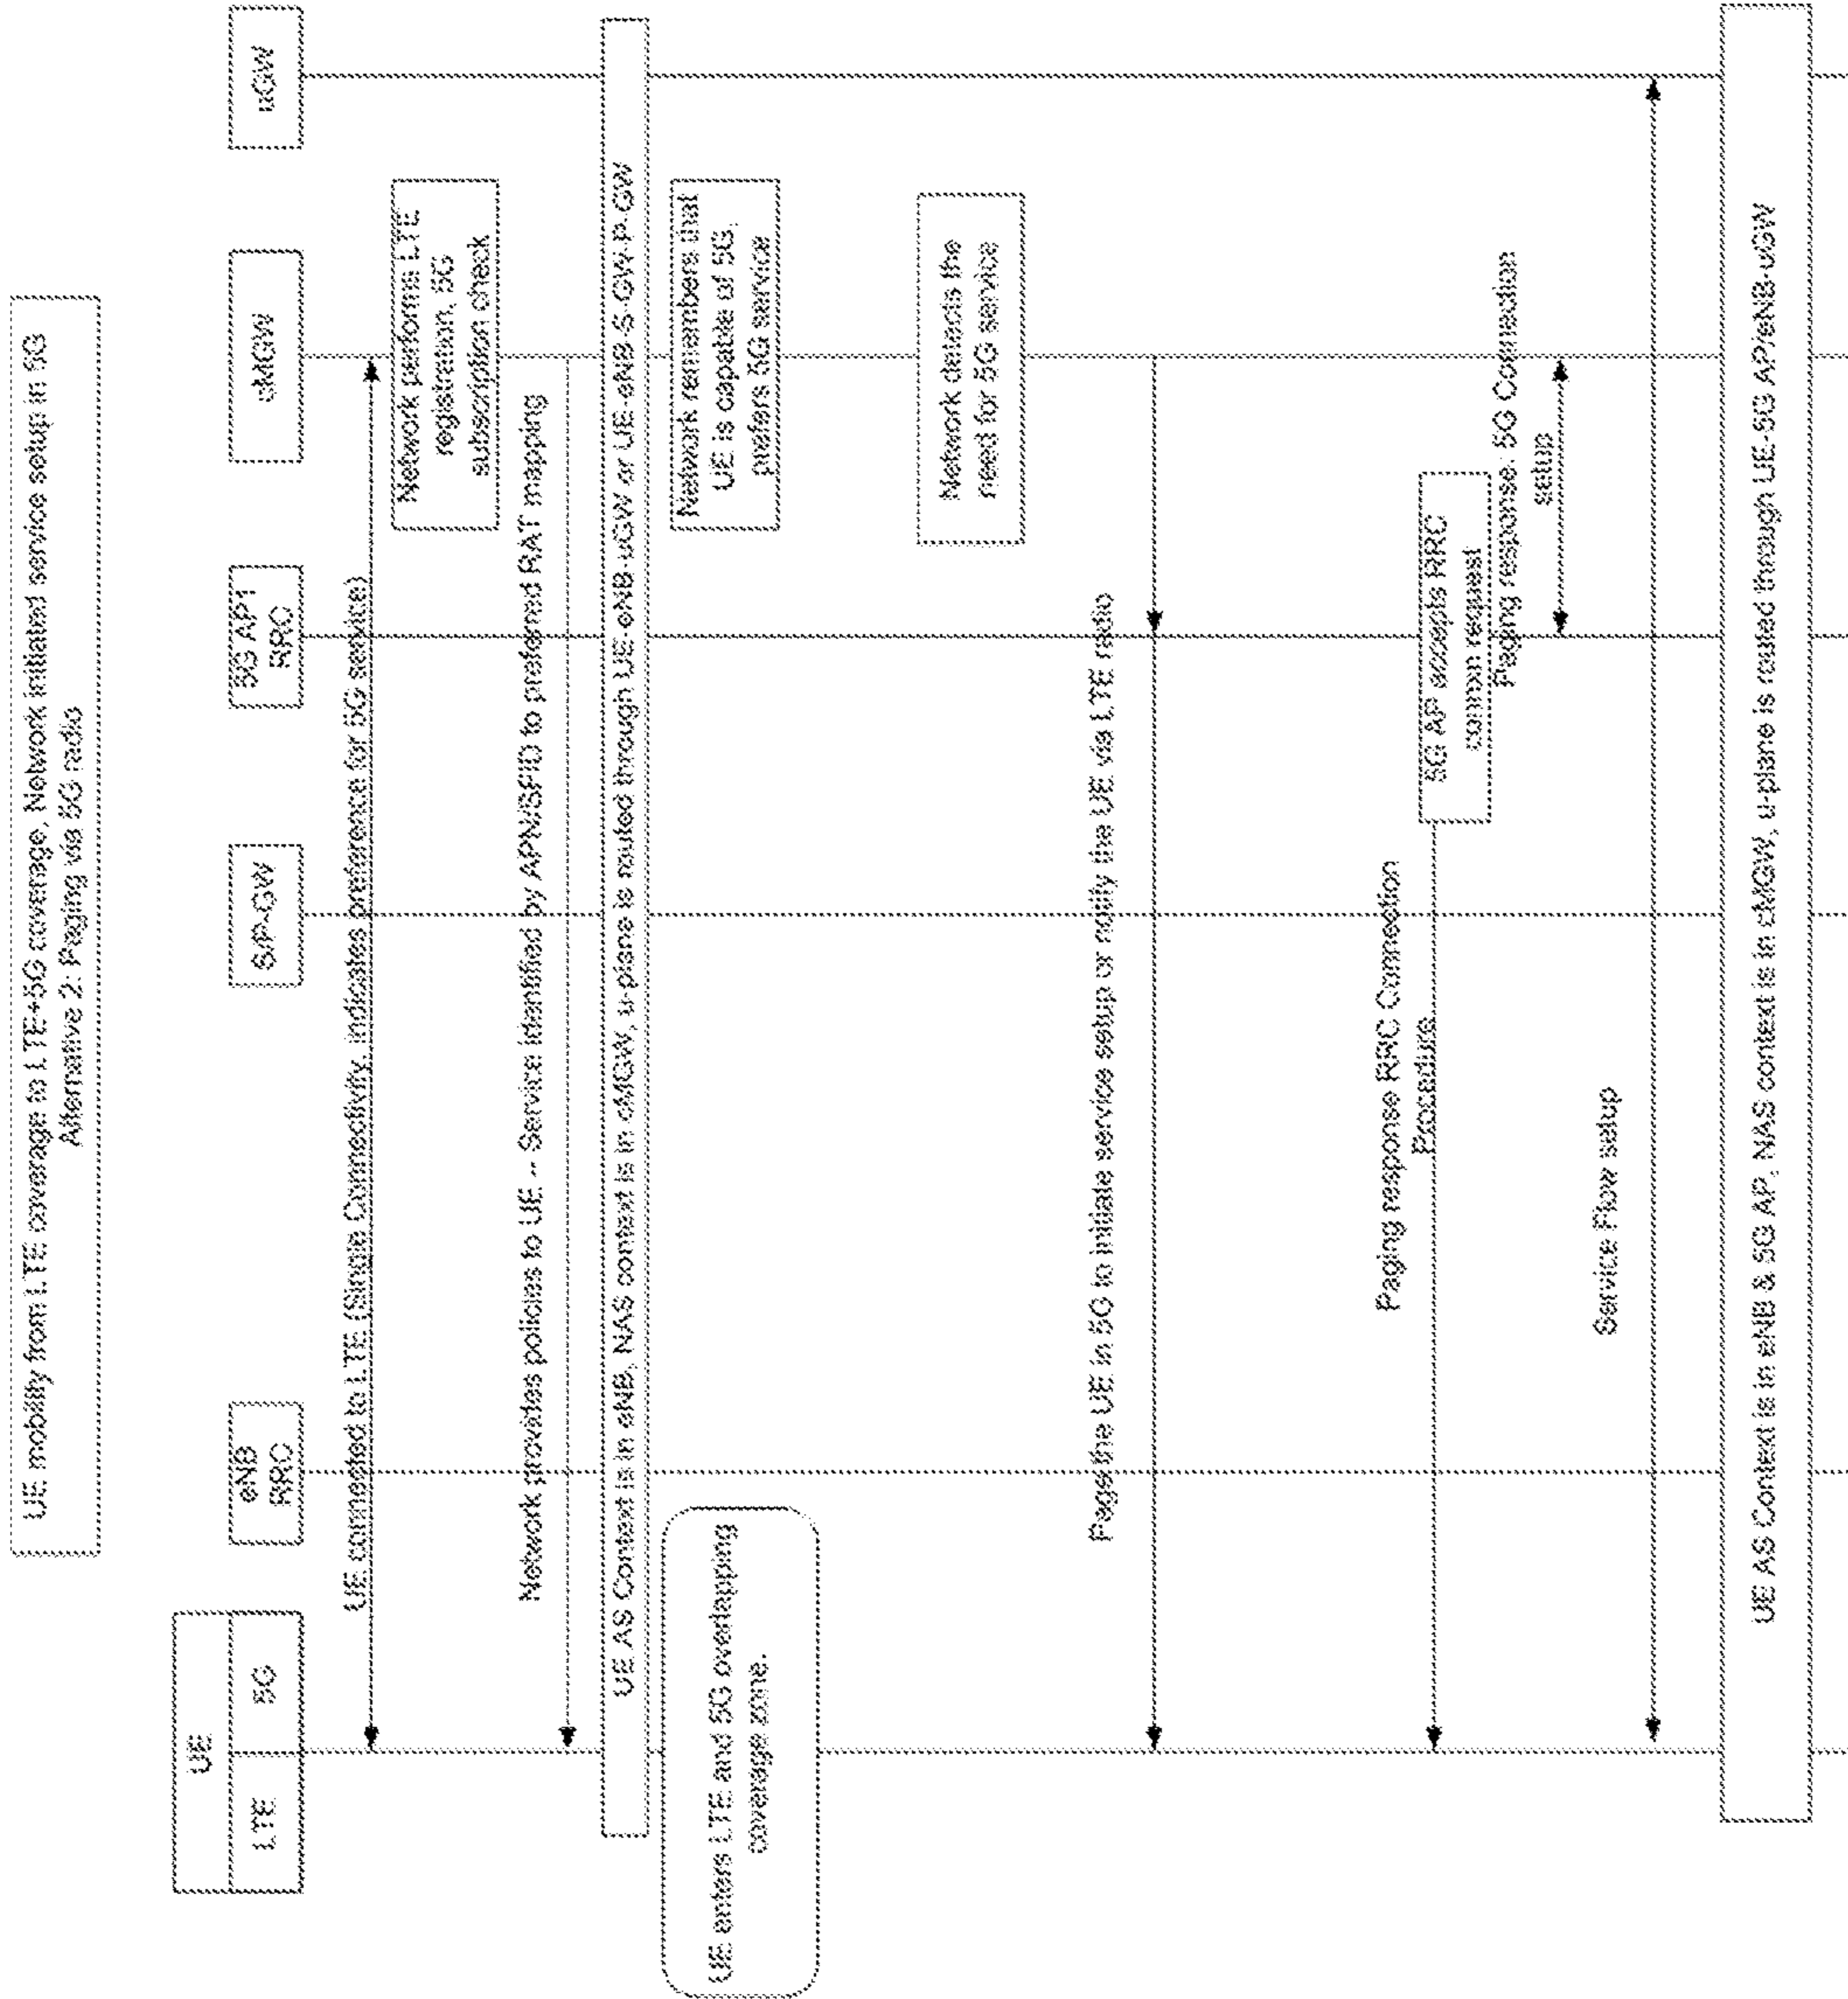 UE mobility from LTE coverage to LTE+5G coverage, Network initiated service setup in 5G
Alternative 2: Paging via 5G radio
UE
LTE
5G
eNB
RRC
S/P-GW
5G AP1
RRC
cMGW
uGW
UE connected to LTE (Single Connectivity, indicates preference for 5G service)
Network performs LTE
registration, 5G
subscription check
Network provides policies to UE -- Service identified by APN/SFID to preferred RAT mapping
UE AS Context is in eNB, NAS context is in cMGW, u-plane is routed through UE-eNB-uGW or UE-eNB-S-GW-P-GW
UE enters LTE and 5G overlapping
coverage zone.
Network remembers that
UE is capable of 5G,
prefers 5G service
Network detects the
need for 5G service
Page the UE in 5G to initiate service setup or notify the UE via LTE radio
Paging response RRC Connection
Procedure
5G AP accepts RRC
connxn request
Paging response: 5G Connection
setup
Service Flow setup
UE AS Context is in eNB & 5G AP, NAS context is in cMGW, u-plane is routed through UE-5G AP/eNB-uGW